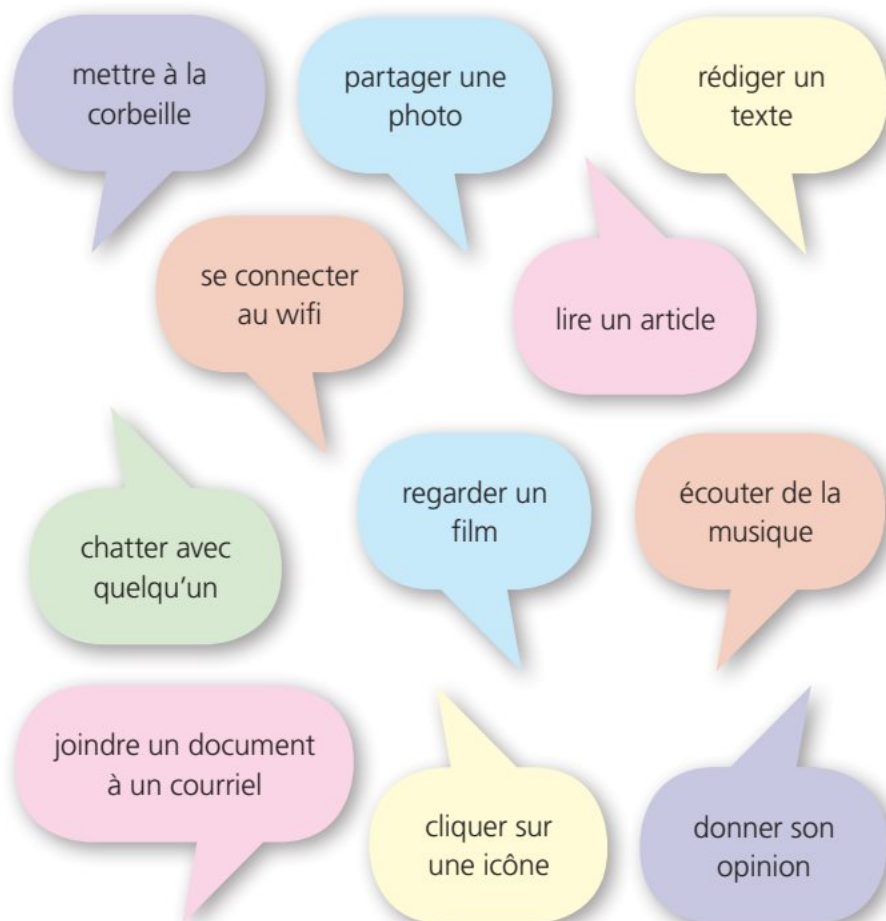 mettre à la
corbeille
partager une
photo
rédiger un
texte
se connecter
au wifi
lire un article
chatter avec
quelqu'un
regarder un
film
écouter de la
musique
joindre un document
à un courriel
cliquer sur
une icône
donner son
opinion